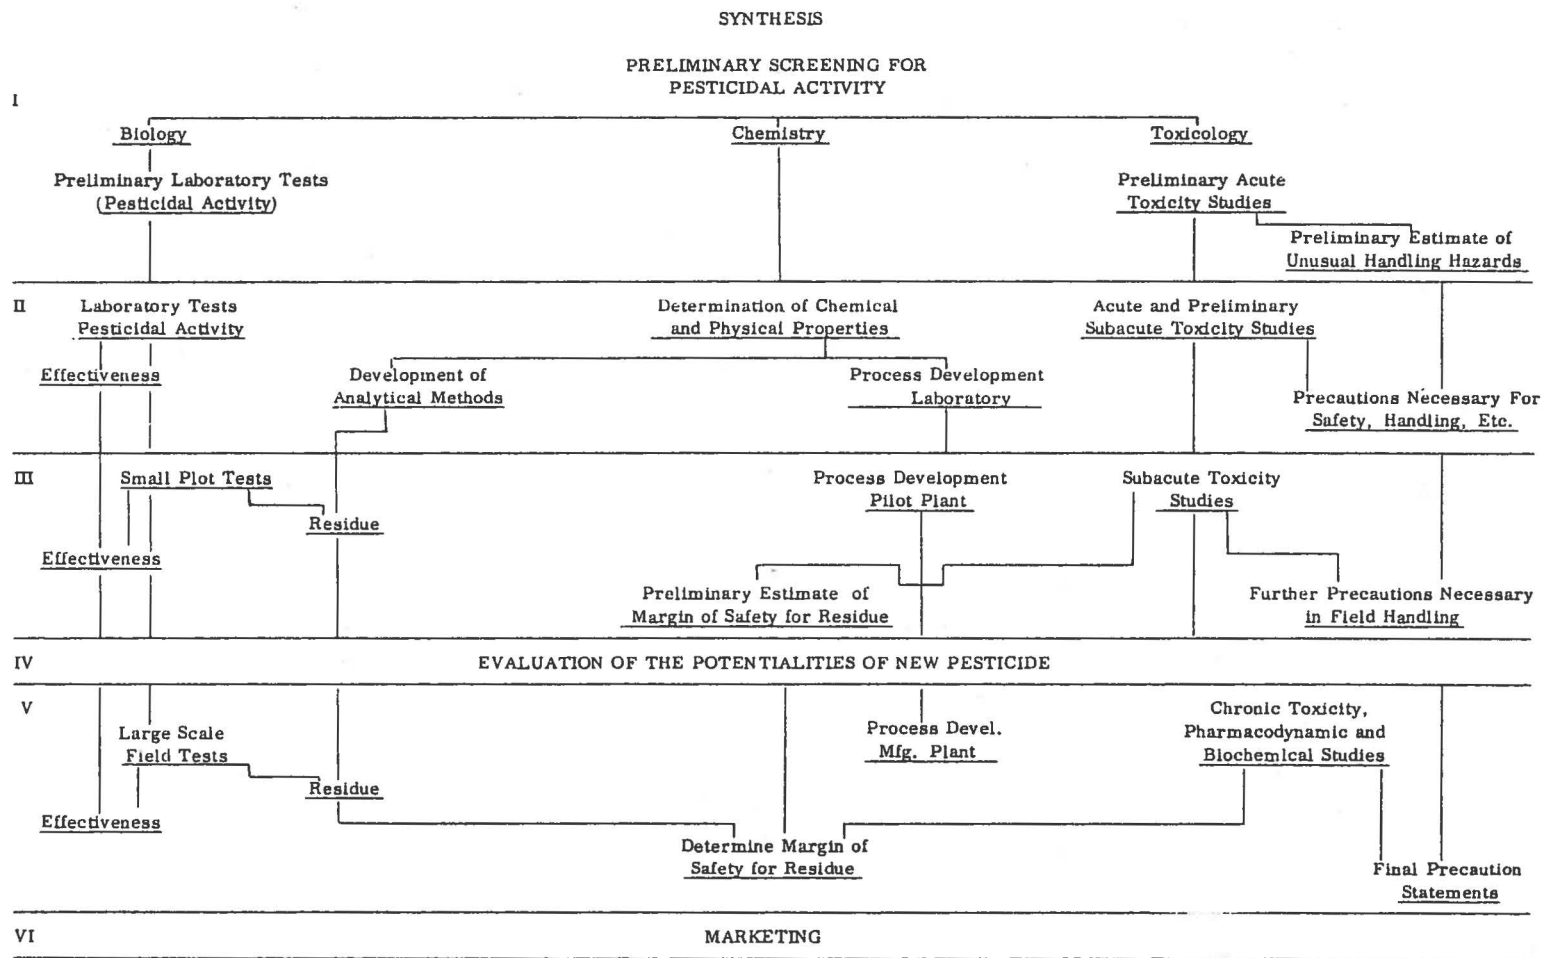 SYNTHESIS
PRELIMINARY SCREENING FOR
PESTICIDAL ACTIVITY
I
Biology
Chemistry
Toxicology
Preliminary Laboratory Tests
(Pesticidal Activity)
Preliminary Acute
Toxicity Studies
Preliminary Estimate of
Unusual Handling Hazards
II
Laboratory Tests
Pesticidal Activity
Determination of Chemical
and Physical Properties
Acute and Preliminary
Subacute Toxicity Studies
Effectiveness
Development of
Analytical Methods
Process Development
Laboratory
Precautions Necessary For
Safety, Handling, Etc.
III
Small Plot Tests
Process Development
Pilot Plant
Subacute Toxicity
Studies
Residue
Effectiveness
Preliminary Estimate of
Margin of Safety for Residue
Further Precautions Necessary
in Field Handling
IV
EVALUATION OF THE POTENTIALITIES OF NEW PESTICIDE
V
Large Scale
Field Tests
Process Devel.
Mfg. Plant
Chronic Toxicity,
Pharmacodynamic and
Biochemical Studies
Residue
Effectiveness
Determine Margin of
Safety for Residue
Final Precaution
Statements
VI
MARKETING